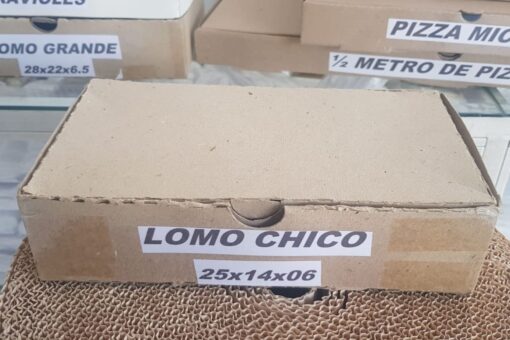 RAVIOLES
LOMO GRANDE
28x22x6.5
PIZZA MIC
½ METRO DE PIZ
LOMO CHICO
25x14x06